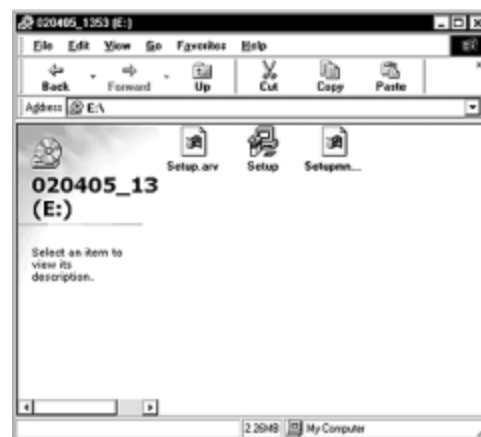 020405_1353 (E:)
File Edit View Go Favorites Help
Back Forward Up Cut Copy Paste
Address E:\
020405_13
(E:)
Select an item to
view its
description.
Setup.arv Setup Setupmn...
2.26MB My Computer